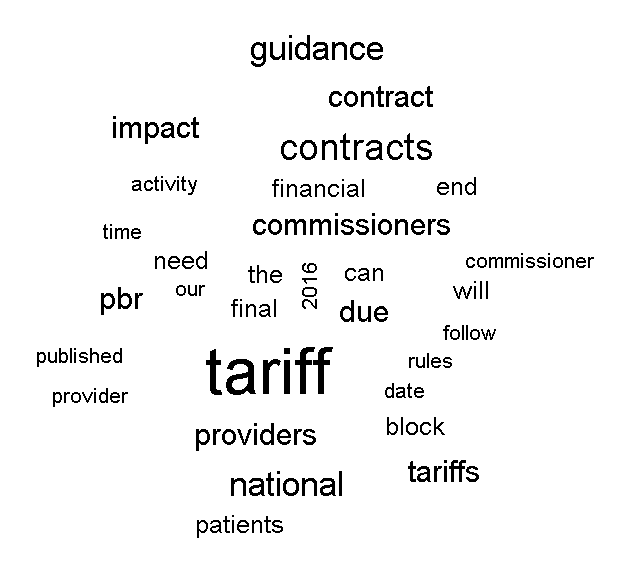 guidance
contract
impact
contracts
activity financial end
commissioners
time
need the 2016 can commissioner
our will
pbr final due
follow
published tariff rules
provider date
providers block
national tariffs
patients